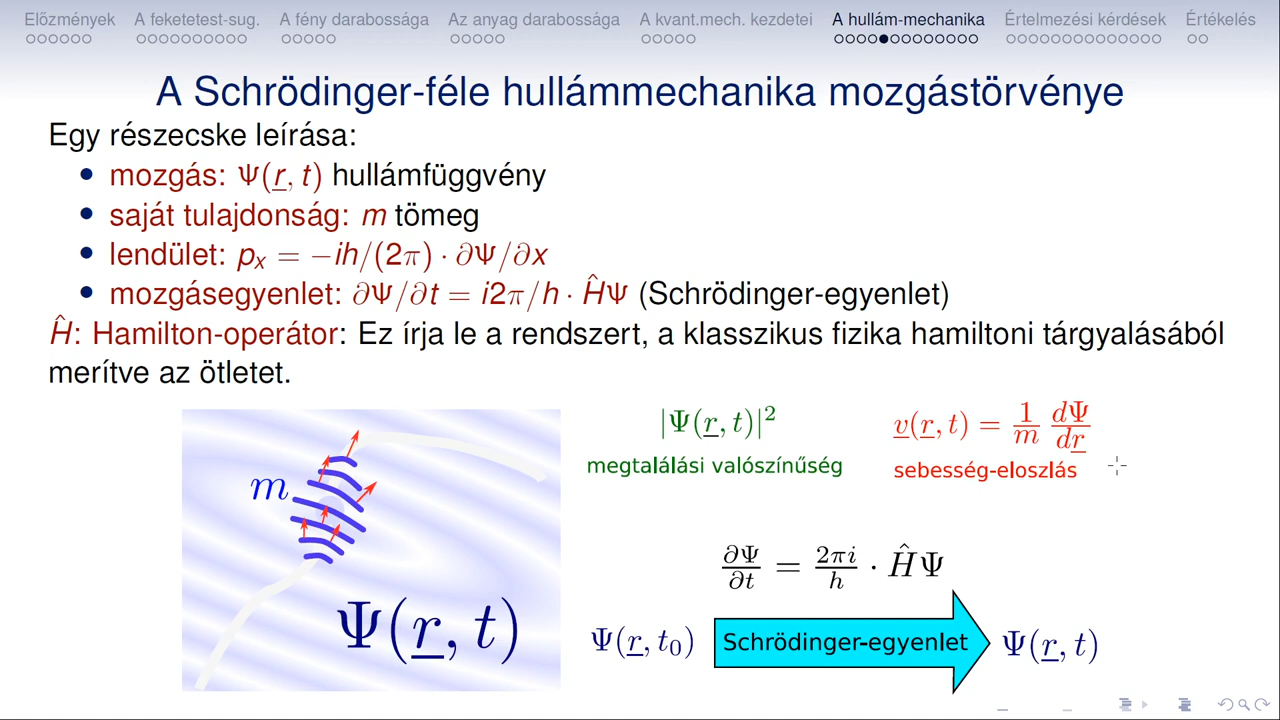 Előzmények A feketetest-sug. A fény darabossága Az anyag darabossága A kvant.mech. kezdetei A hullám-mechanika Értelmezési kérdések Értékelés
A Schrödinger-féle hullámmechanika mozgástörvénye
Egy részecske leírása:
• mozgás: Ψ(r, t) hullámfüggvény
• saját tulajdonság: m tömeg
• lendület: pₓ = −ih/(2π) · ∂Ψ/∂x
• mozgásegyenlet: ∂Ψ/∂t = i2π/h · ĤΨ (Schrödinger-egyenlet)
Ĥ: Hamilton-operátor: Ez írja le a rendszert, a klasszikus fizika hamiltoni tárgyalásából
merítve az ötletet.
m
Ψ(r, t)
|Ψ(r, t)|²
megtalálási valószínűség
v(r, t) = 1/m dΨ/dr
sebesség-eloszlás
∂Ψ/∂t = 2πi/h · ĤΨ
Ψ(r, t₀) Schrödinger-egyenlet Ψ(r, t)